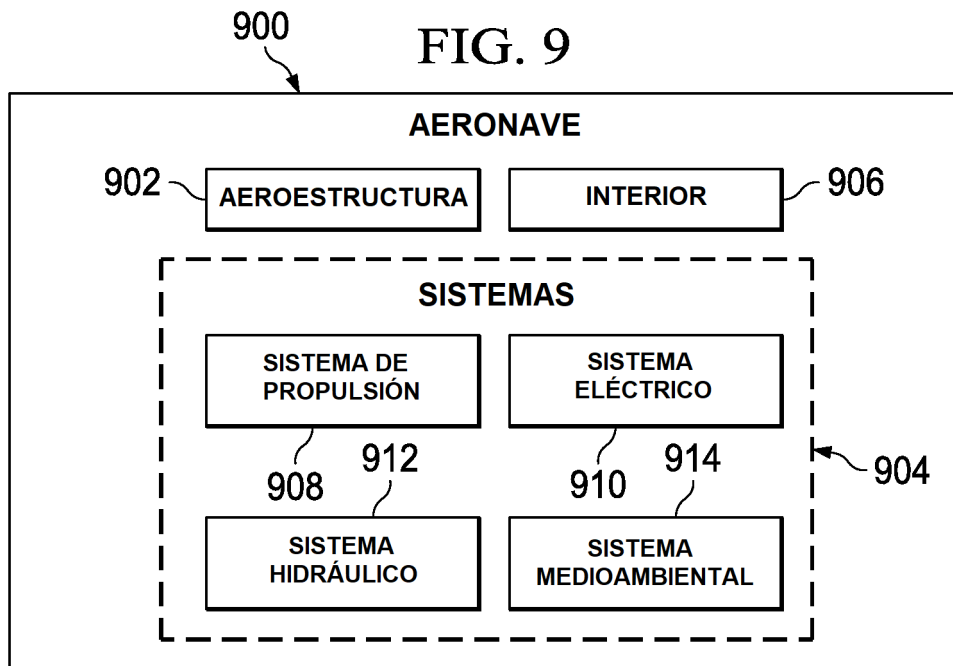 900
FIG. 9
AERONAVE
902
AEROESTRUCTURA
INTERIOR
906
SISTEMAS
SISTEMA DE
PROPULSIÓN
SISTEMA
ELÉCTRICO
908
912
910
914
904
SISTEMA
HIDRÁULICO
SISTEMA
MEDIOAMBIENTAL